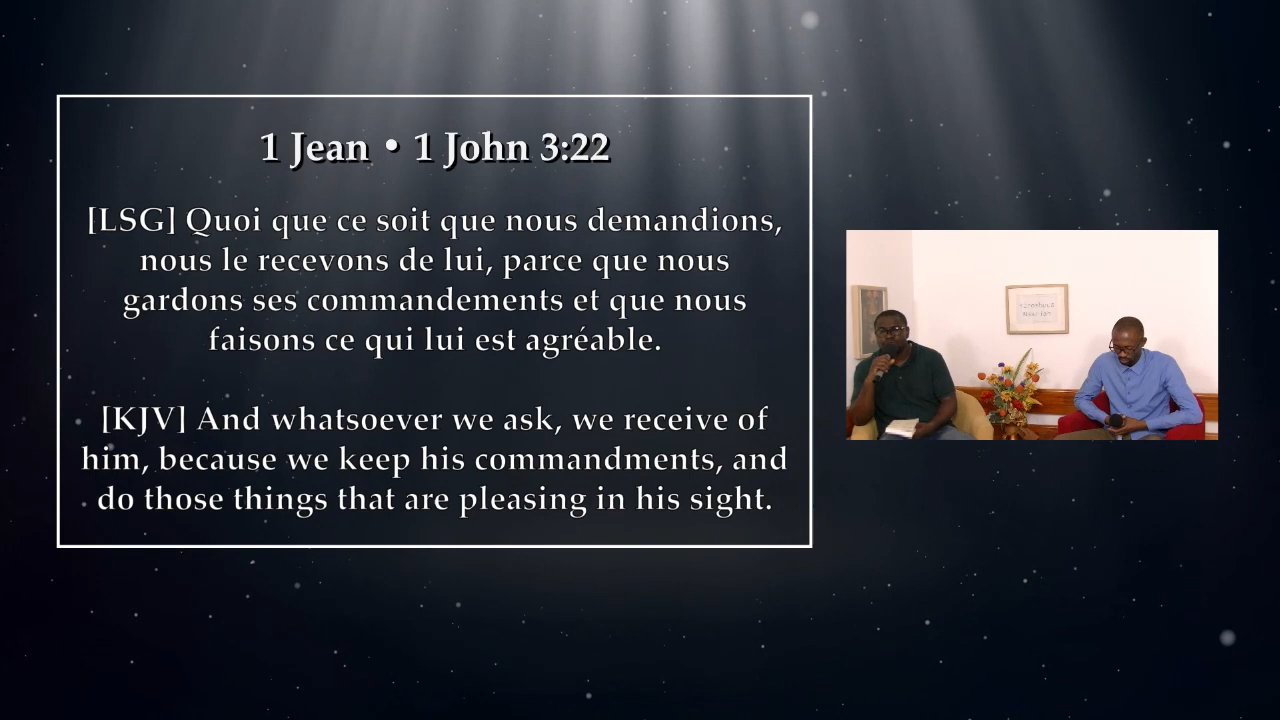 1 Jean • 1 John 3:22
[LSG] Quoi que ce soit que nous demandions,
nous le recevons de lui, parce que nous
gardons ses commandements et que nous
faisons ce qui lui est agréable.
[KJV] And whatsoever we ask, we receive of
him, because we keep his commandments, and
do those things that are pleasing in his sight.